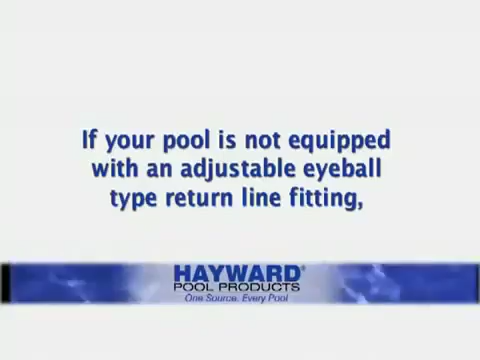 If your pool is not equipped
with an adjustable eyeball
type return line fitting,
HAYWARD®
POOL PRODUCTS
One Source. Every Pool